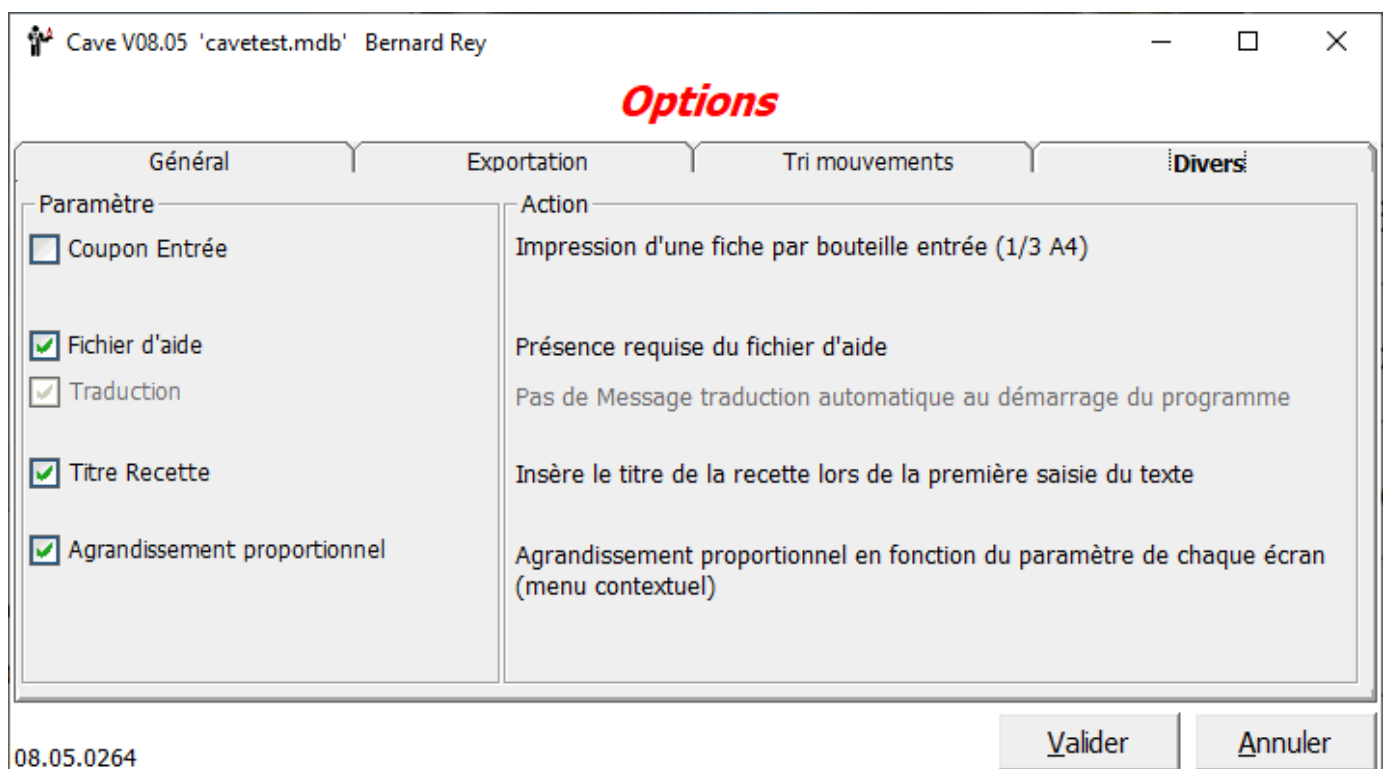 Cave V08.05 'cavetest.mdb' Bernard Rey
Options
Général Exportation Tri mouvements Divers
Paramètre Action
Coupon Entrée Impression d'une fiche par bouteille entrée (1/3 A4)
Fichier d'aide Présence requise du fichier d'aide
Traduction Pas de Message traduction automatique au démarrage du programme
Titre Recette Insère le titre de la recette lors de la première saisie du texte
Agrandissement proportionnel Agrandissement proportionnel en fonction du paramètre de chaque écran
(menu contextuel)
Valider Annuler
08.05.0264